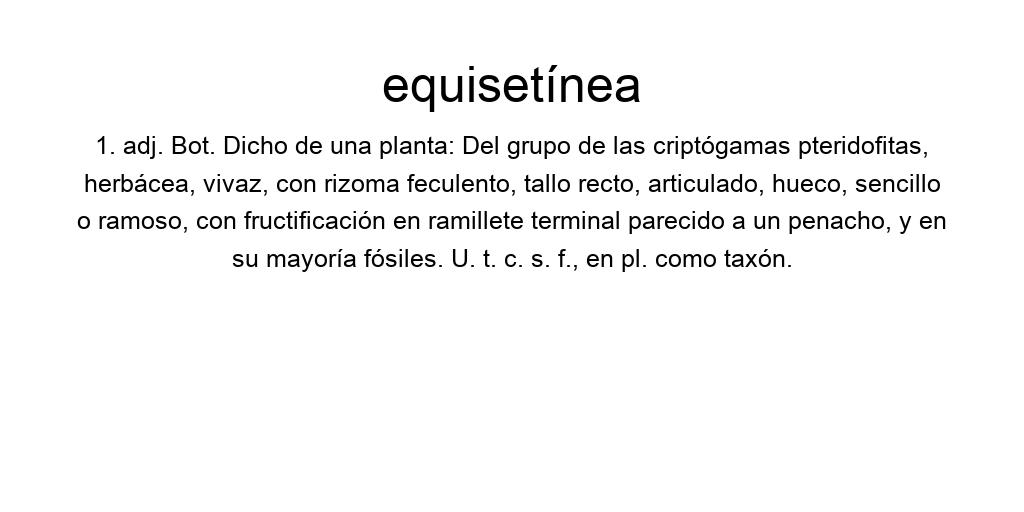 equisetínea
1. adj. Bot. Dicho de una planta: Del grupo de las criptógamas pteridofitas,
herbácea, vivaz, con rizoma feculento, tallo recto, articulado, hueco, sencillo
o ramoso, con fructificación en ramillete terminal parecido a un penacho, y en
su mayoría fósiles. U. t. c. s. f., en pl. como taxón.